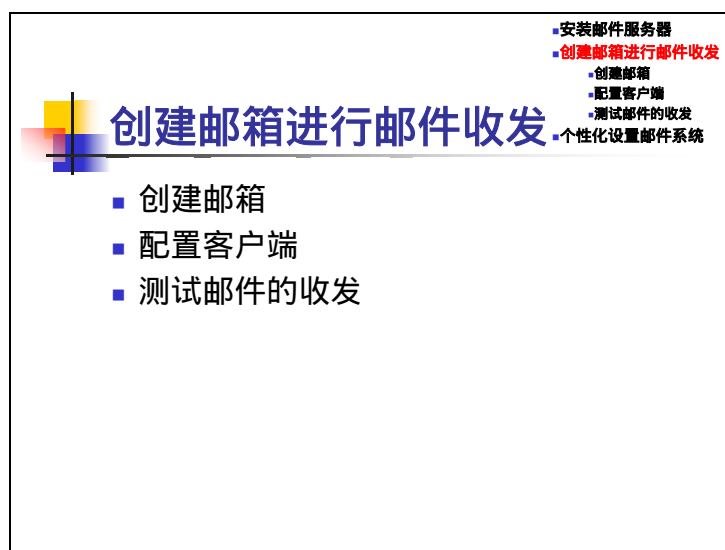 安装邮件服务器
创建邮箱进行邮件收发
创建邮箱
配置客户端
测试邮件的收发
个性化设置邮件系统
创建邮箱进行邮件收发
创建邮箱
配置客户端
测试邮件的收发